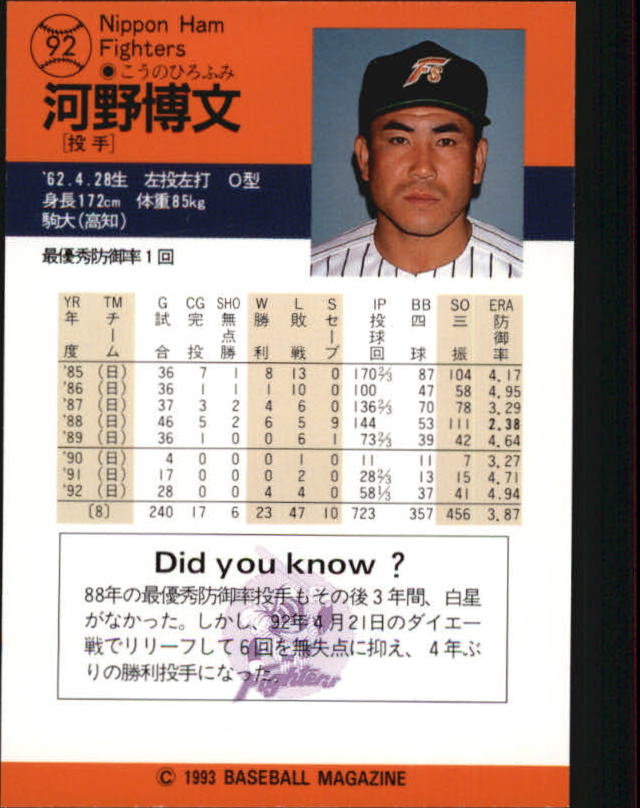 92
Nippon Ham
Fighters
●こうのひろふみ
河野博文
[投手]
Fs
'62.4.28生 左投左打 O型
身長172cm 体重85kg
駒大(高知)
最優秀防御率1回
YR TM G CG SHO W L S IP BB SO ERA
年度 チーム 試合 完投 無点勝 勝利 敗戦 セーブ 投球回 四球 三振 防御率
'85 (日) 36 7 1 8 13 0 170⅔ 87 104 4.17
'86 (日) 36 1 1 1 10 0 100 47 58 4.95
'87 (日) 37 3 2 4 6 0 136⅔ 70 78 3.29
'88 (日) 46 5 2 6 5 9 144 53 111 2.38
'89 (日) 36 1 0 0 6 1 73⅔ 39 42 4.64
'90 (日) 4 0 0 0 1 0 11 11 7 3.27
'91 (日) 17 0 0 0 2 0 28⅔ 13 15 4.71
'92 (日) 28 0 0 4 4 0 58⅓ 37 41 4.94
(8) 240 17 6 23 47 10 723 357 456 3.87
Did you know ?
88年の最優秀防御率投手もその後3年間、白星
がなかった。しかし、92年4月21日のダイエー
戦でリリーフして6回を無失点に抑え、4年ぶ
りの勝利投手になった。
Fighters
© 1993 BASEBALL MAGAZINE